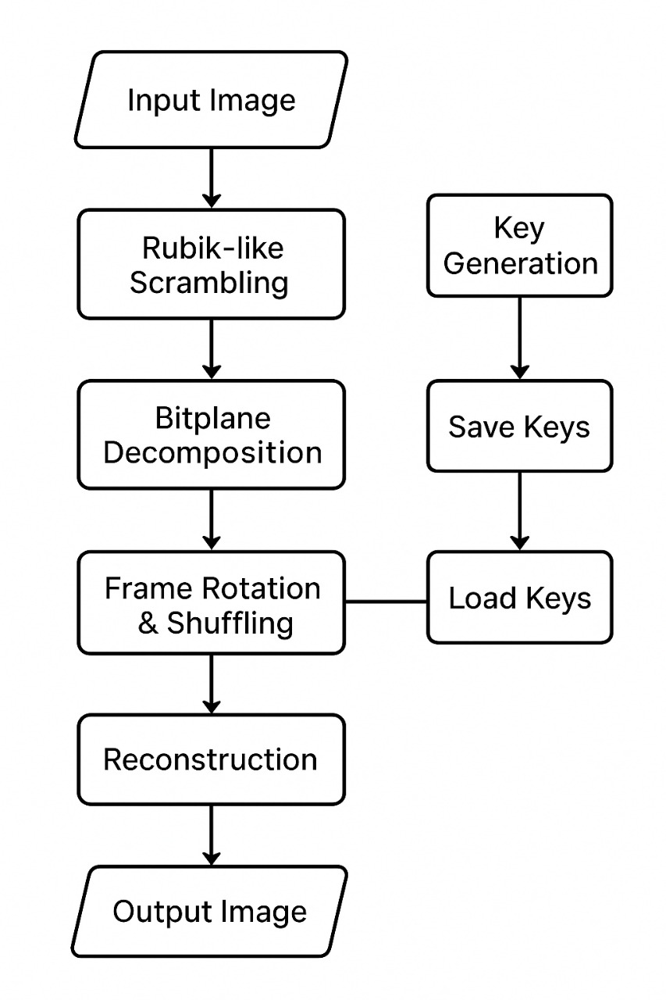 Input Image
Rubik-like
Scrambling
Bitplane
Decomposition
Frame Rotation
& Shuffling
Reconstruction
Output Image
Key
Generation
Save Keys
Load Keys